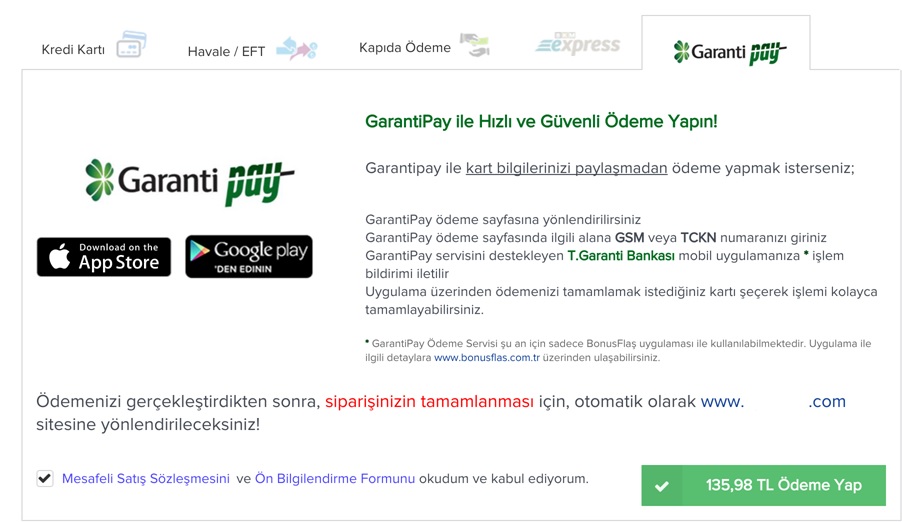 Kredi Kartı
Havale / EFT
Kapıda Ödeme
BKM
express
Garanti pay
GarantiPay ile Hızlı ve Güvenli Ödeme Yapın!
Garantipay ile kart bilgilerinizi paylaşmadan ödeme yapmak isterseniz;
Garanti pay
Download on the
App Store
Google play
'DEN EDININ
GarantiPay ödeme sayfasına yönlendirilirsiniz
GarantiPay ödeme sayfasında ilgili alana GSM veya TCKN numaranızı giriniz
GarantiPay servisini destekleyen T.Garanti Bankası mobil uygulamanıza * işlem
bildirimi iletilir
Uygulama üzerinden ödemenizi tamamlamak istediğiniz kartı seçerek işlemi kolayca
tamamlayabilirsiniz.
* GarantiPay Ödeme Servisi şu an için sadece BonusFlaş uygulaması ile kullanılabilmektedir. Uygulama ile
ilgili detaylara www.bonusflas.com.tr üzerinden ulaşabilirsiniz.
Ödemenizi gerçekleştirdikten sonra, siparişinizin tamamlanması için, otomatik olarak www. .com
sitesine yönlendirileceksiniz!
Mesafeli Satış Sözleşmesini ve Ön Bilgilendirme Formunu okudum ve kabul ediyorum.
135,98 TL Ödeme Yap